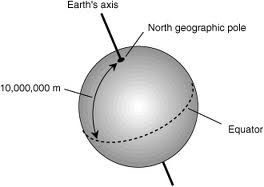 Earth's axis
North geographic pole
10,000,000 m
Equator